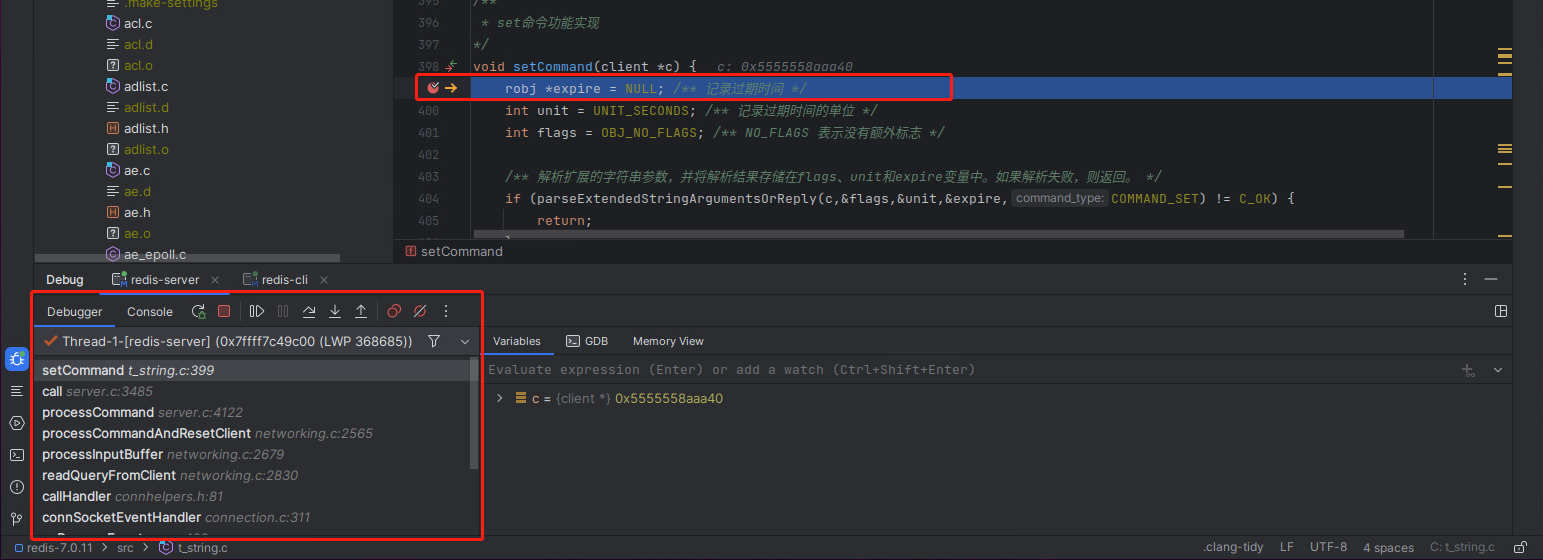 .make-settings
acl.c
acl.d
acl.o
adlist.c
adlist.d
adlist.h
adlist.o
ae.c
ae.d
ae.h
ae.o
ae_epoll.c
395 /**
396 * set命令功能实现
397 */
398 void setCommand(client *c) { c: 0x5555558aaa40
robj *expire = NULL; /** 记录过期时间 */
400 int unit = UNIT_SECONDS; /** 记录过期时间的单位 */
401 int flags = OBJ_NO_FLAGS; /** NO_FLAGS 表示没有额外标志 */
402
403 /** 解析扩展的字符串参数，并将解析结果存储在flags、unit和expire变量中。如果解析失败，则返回。 */
404 if (parseExtendedStringArgumentsOrReply(c,&flags,&unit,&expire, command_type: COMMAND_SET) != C_OK) {
405 return;
setCommand
Debug redis-server redis-cli
Debugger Console
Thread-1-[redis-server] (0x7ffff7c49c00 (LWP 368685))
setCommand t_string.c:399
call server.c:3485
processCommand server.c:4122
processCommandAndResetClient networking.c:2565
processInputBuffer networking.c:2679
readQueryFromClient networking.c:2830
callHandler connhelpers.h:81
connSocketEventHandler connection.c:311
Variables GDB Memory View
Evaluate expression (Enter) or add a watch (Ctrl+Shift+Enter)
c = {client *} 0x5555558aaa40
redis-7.0.11 > src > t_string.c
.clang-tidy LF UTF-8 4 spaces C: t_string.c